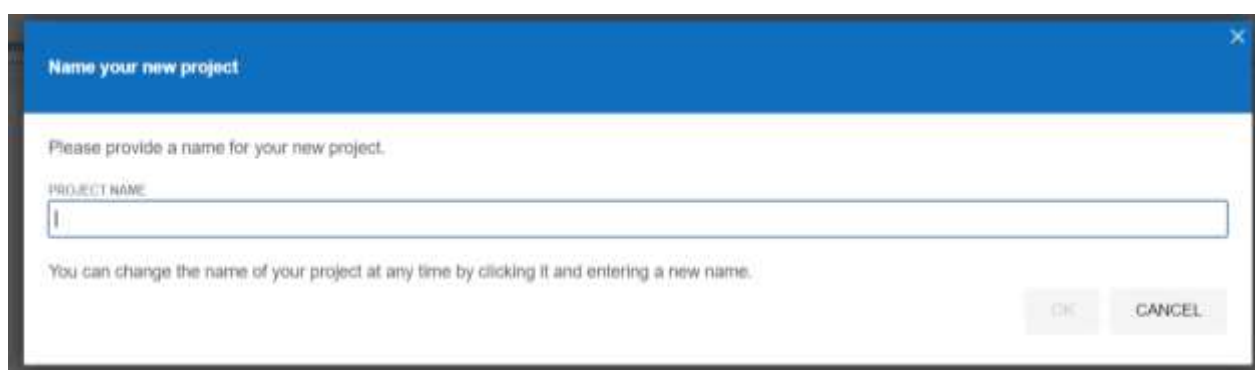 Name your new project
Please provide a name for your new project.
PROJECT NAME
You can change the name of your project at any time by clicking it and entering a new name.
OK CANCEL